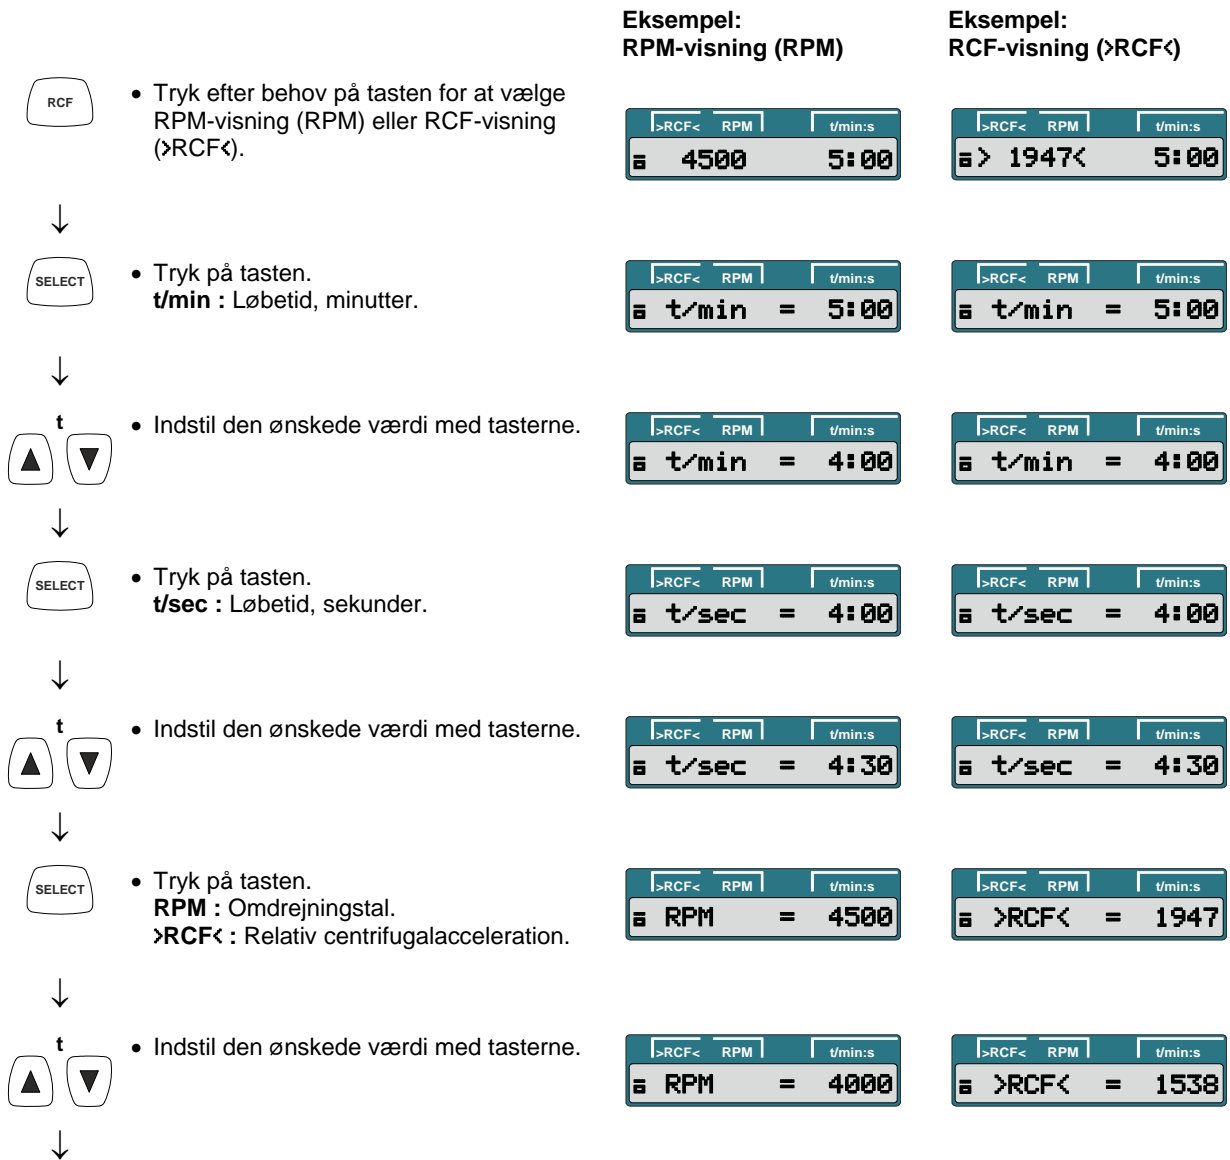 Eksempel:
RPM-visning (RPM)
Eksempel:
RCF-visning (>RCF<)
RCF
• Tryk efter behov på tasten for at vælge
RPM-visning (RPM) eller RCF-visning
(>RCF<).
>RCF< RPM t/min:s
4500 5:00
>RCF< RPM t/min:s
> 1947< 5:00
↓
SELECT
• Tryk på tasten.
t/min : Løbetid, minutter.
>RCF< RPM t/min:s
t/min = 5:00
>RCF< RPM t/min:s
t/min = 5:00
↓
t
▲ ▼
• Indstil den ønskede værdi med tasterne.
>RCF< RPM t/min:s
t/min = 4:00
>RCF< RPM t/min:s
t/min = 4:00
↓
SELECT
• Tryk på tasten.
t/sec : Løbetid, sekunder.
>RCF< RPM t/min:s
t/sec = 4:00
>RCF< RPM t/min:s
t/sec = 4:00
↓
t
▲ ▼
• Indstil den ønskede værdi med tasterne.
>RCF< RPM t/min:s
t/sec = 4:30
>RCF< RPM t/min:s
t/sec = 4:30
↓
SELECT
• Tryk på tasten.
RPM : Omdrejningstal.
>RCF< : Relativ centrifugalacceleration.
>RCF< RPM t/min:s
RPM = 4500
>RCF< RPM t/min:s
>RCF< = 1947
↓
t
▲ ▼
• Indstil den ønskede værdi med tasterne.
>RCF< RPM t/min:s
RPM = 4000
>RCF< RPM t/min:s
>RCF< = 1538
↓